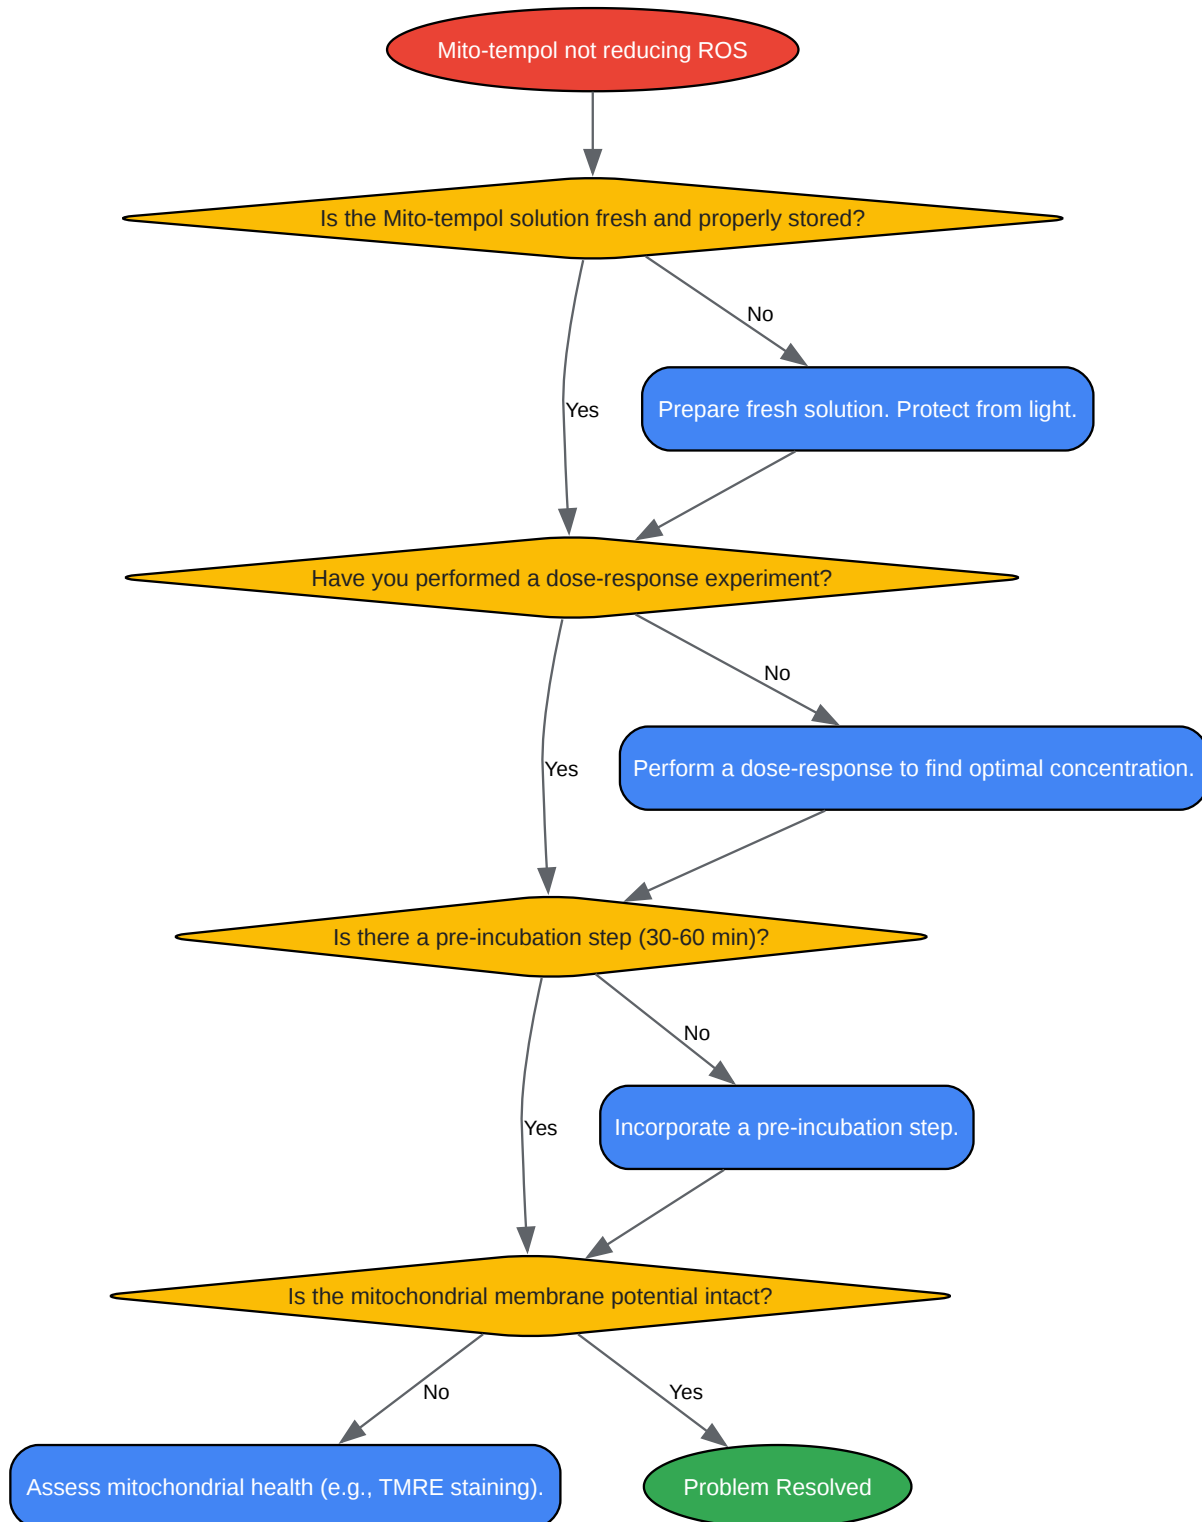 Mito-tempol not reducing ROS
Is the Mito-tempol solution fresh and properly stored?
No
Yes
Prepare fresh solution. Protect from light.
Have you performed a dose-response experiment?
No
Yes
Perform a dose-response to find optimal concentration.
Is there a pre-incubation step (30-60 min)?
No
Yes
Incorporate a pre-incubation step.
Is the mitochondrial membrane potential intact?
No
Yes
Assess mitochondrial health (e.g., TMRE staining).
Problem Resolved